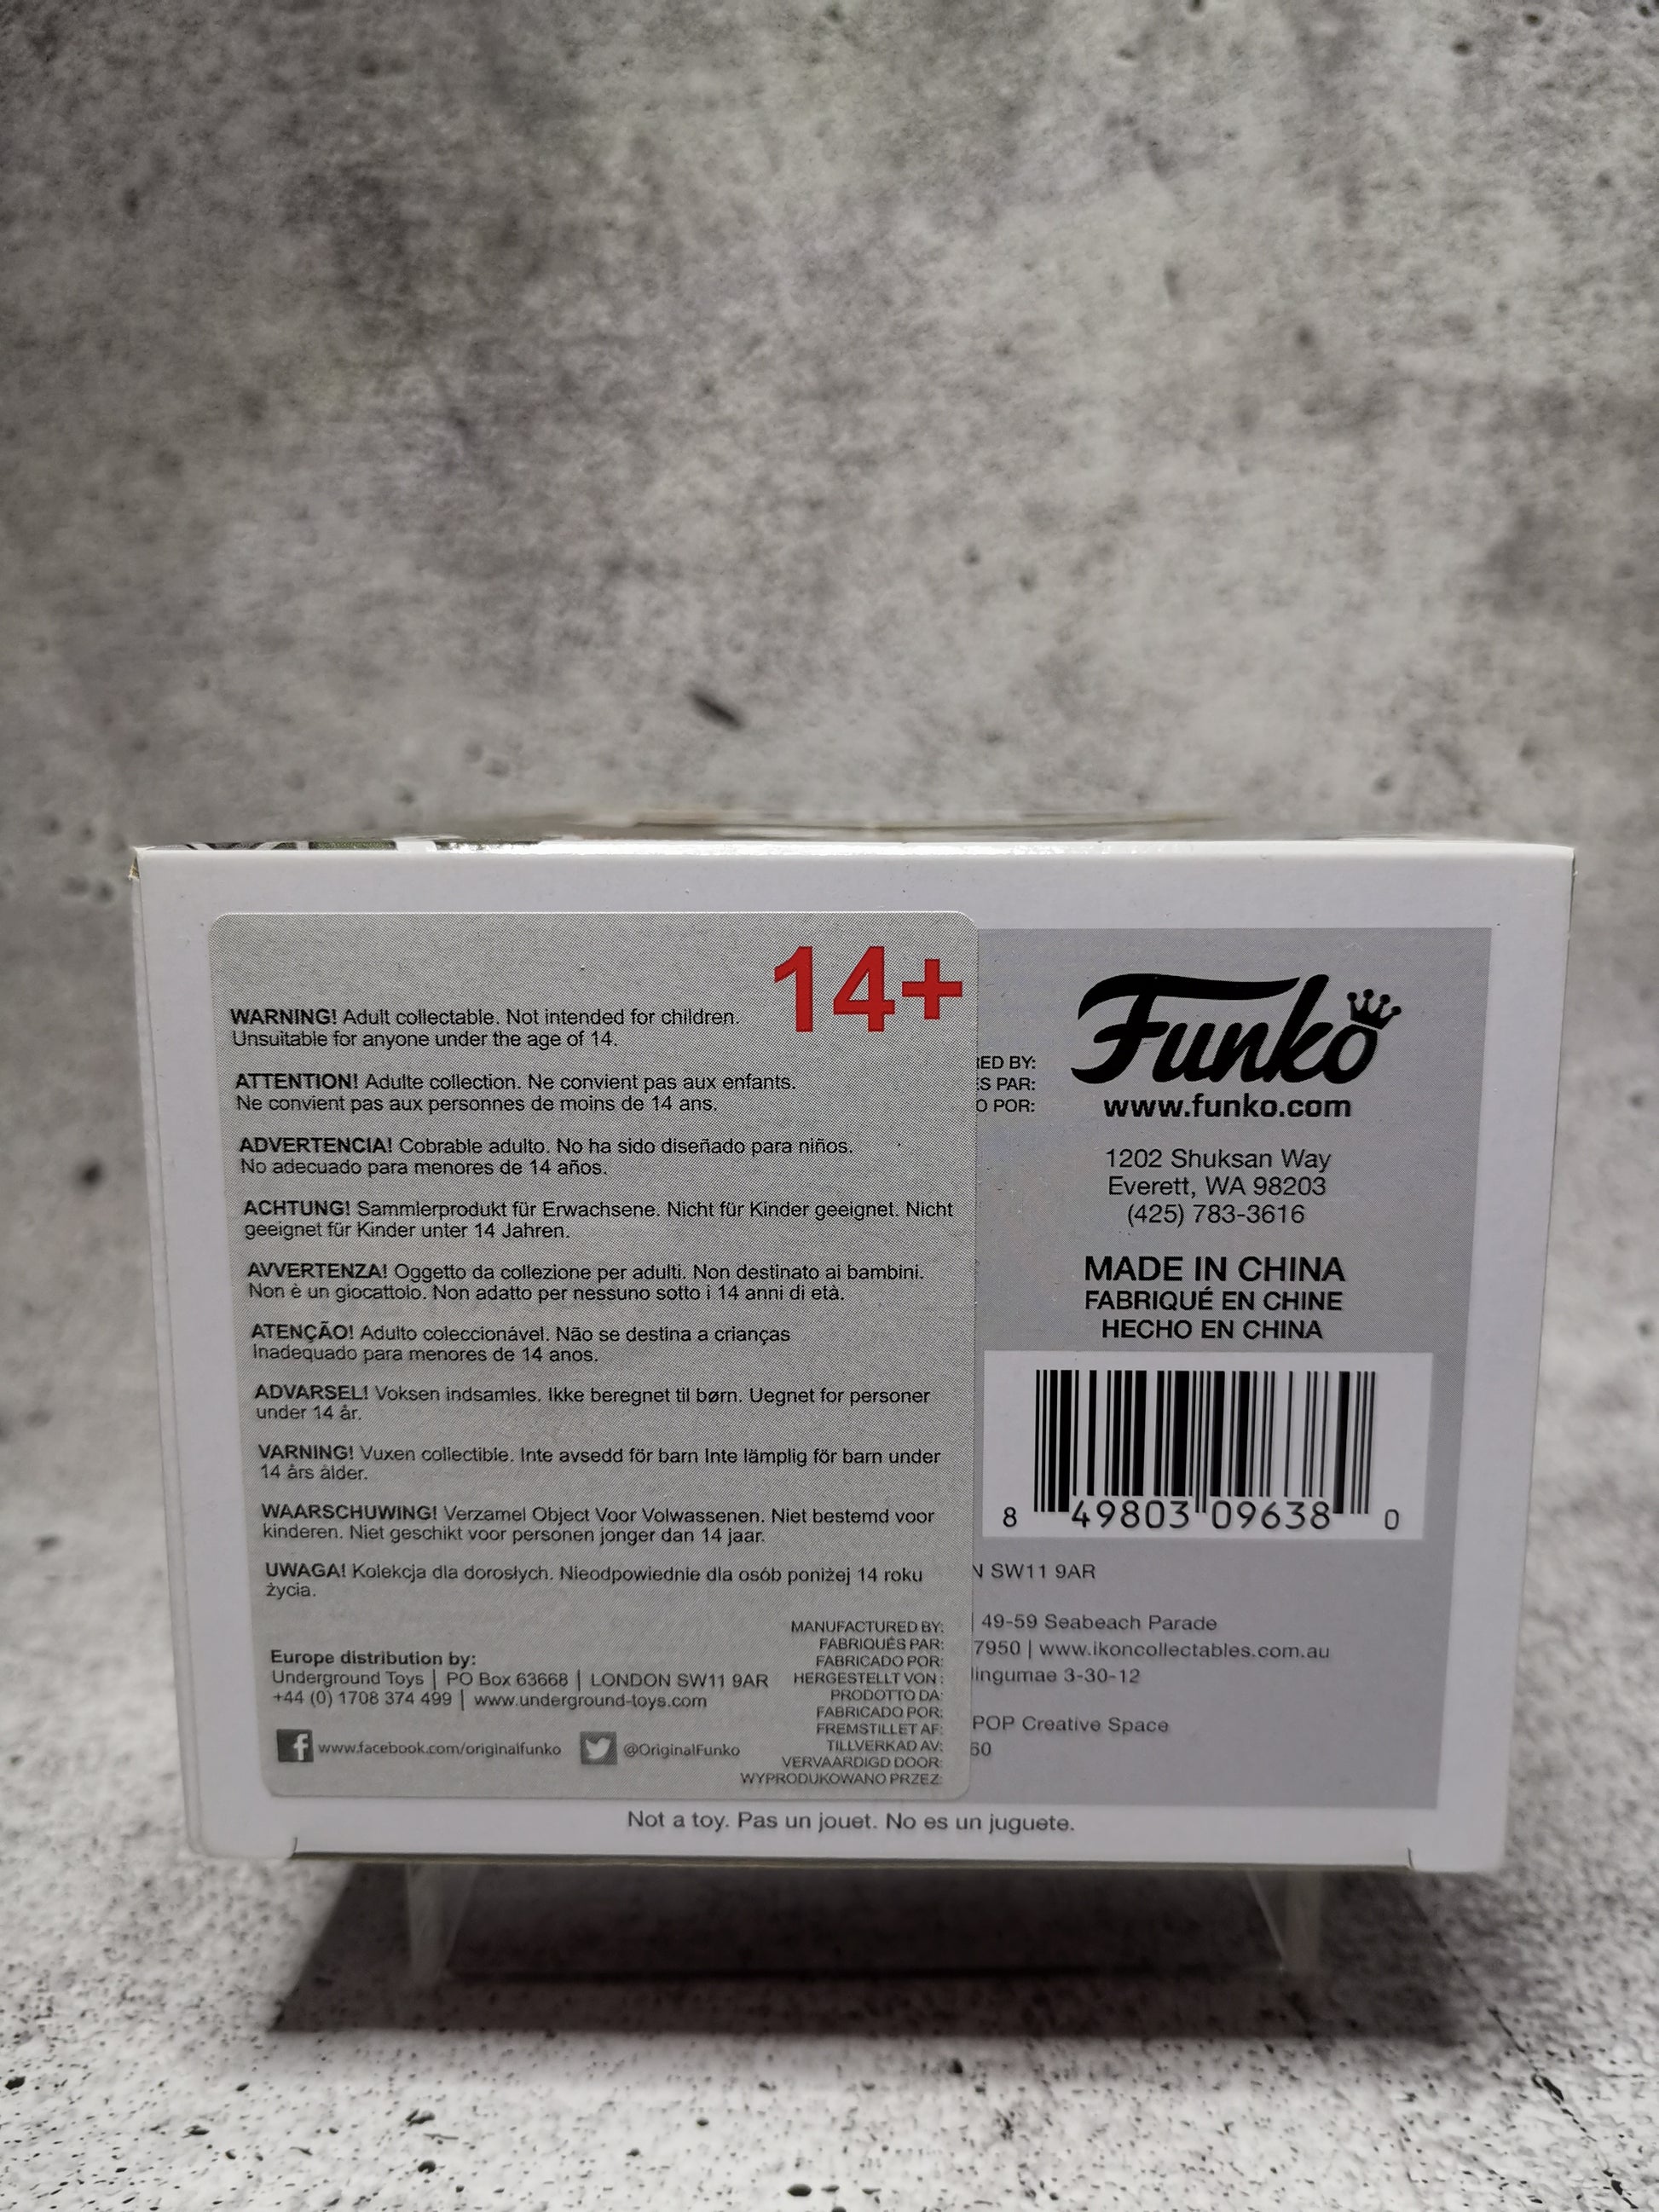 14+
WARNING! Adult collectable. Not intended for children.
Unsuitable for anyone under the age of 14.
ATTENTION! Adulte collection. Ne convient pas aux enfants.
Ne convient pas aux personnes de moins de 14 ans.
ADVERTENCIA! Cobrable adulto. No ha sido diseñado para niños.
No adecuado para menores de 14 años.
ACHTUNG! Sammlerprodukt für Erwachsene. Nicht für Kinder geeignet. Nicht
geeignet für Kinder unter 14 Jahren.
AVVERTENZA! Oggetto da collezione per adulti. Non destinato ai bambini.
Non è un giocattolo. Non adatto per nessuno sotto i 14 anni di età.
ATENÇÃO! Adulto coleccionável. Não se destina a crianças
Inadequado para menores de 14 anos.
ADVARSEL! Voksen indsamles. Ikke beregnet til børn. Uegnet for personer
under 14 år.
VARNING! Vuxen collectible. Inte avsedd för barn Inte lämplig för barn under
14 års ålder.
WAARSCHUWING! Verzamel Object Voor Volwassenen. Niet bestemd voor
kinderen. Niet geschikt voor personen jonger dan 14 jaar.
UWAGA! Kolekcja dla dorosłych. Nieodpowiednie dla osób poniżej 14 roku
życia.
Europe distribution by:
Underground Toys | PO Box 63668 | LONDON SW11 9AR
+44 (0) 1708 374 499 | www.underground-toys.com
www.facebook.com/originalfunko @OriginalFunko
MANUFACTURED BY:
FABRIQUÉS PAR:
FABRICADO POR:
HERGESTELLT VON :
PRODOTTO DA:
FABRICADO POR:
FREMSTILLET AF:
TILLVERKAD AV:
VERVAARDIGD DOOR:
WYPRODUKOWANO PRZEZ:
ED BY:
S PAR:
O POR:
Funko
www.funko.com
1202 Shuksan Way
Everett, WA 98203
(425) 783-3616
MADE IN CHINA
FABRIQUÉ EN CHINE
HECHO EN CHINA
8 49803 09638 0
N SW11 9AR
| 49-59 Seabeach Parade
7950 | www.ikoncollectables.com.au
lingumae 3-30-12
POP Creative Space
60
Not a toy. Pas un jouet. No es un juguete.